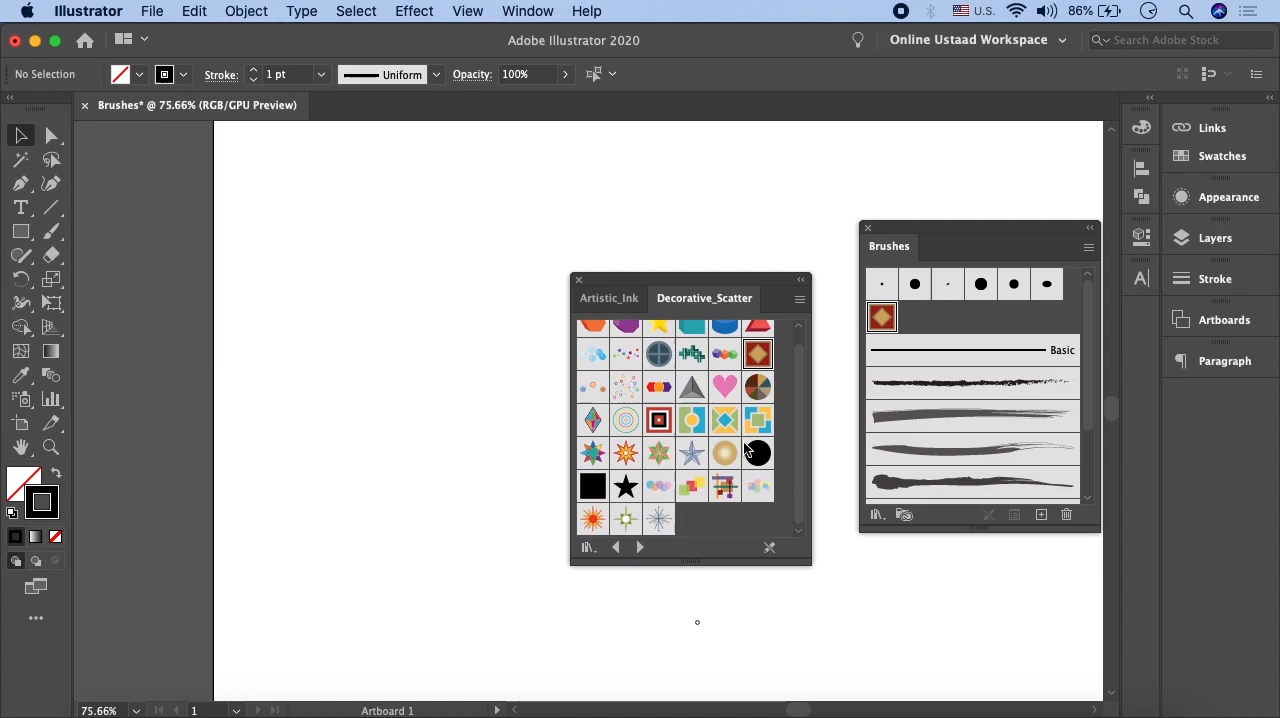 Illustrator File Edit Object Type Select Effect View Window Help U.S. 86%
Adobe Illustrator 2020 Online Ustaad Workspace Search Adobe Stock
No Selection Stroke: 1 pt Uniform Opacity: 100%
Brushes* @ 75.66% (RGB/GPU Preview)
Links
Swatches
Appearance
Layers
Stroke
Artboards
Paragraph
Brushes
Basic
Artistic_Ink Decorative_Scatter
75.66% 1 Artboard 1